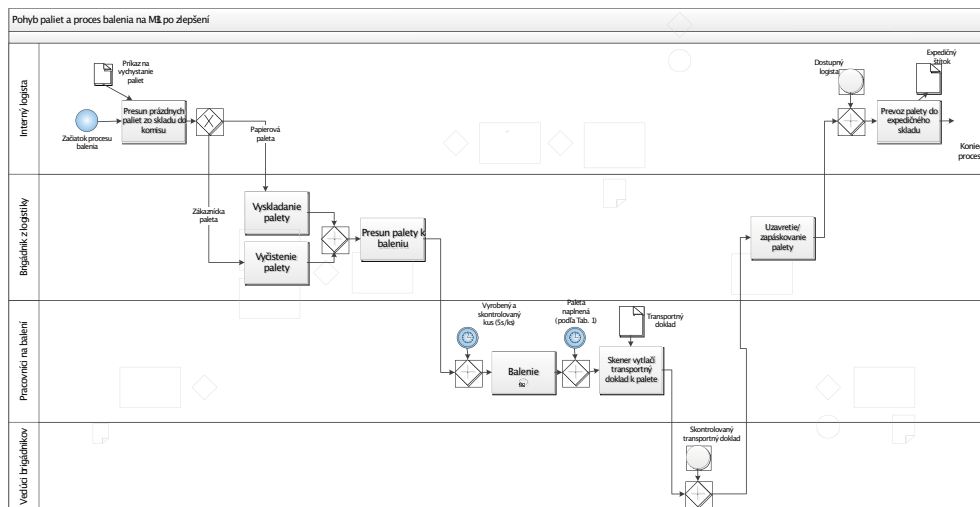 Pohyb paliet a proces balenia na po zlepšení
Interný logista
Príkaz na
vychystanie
paliet
Začiatok procesu
balenia
Presun prázdnych
paliet zo skladu do
komisu
X
Papierová
paleta
Zákaznícka
paleta
Dostupný
logista
Prevoz palety do
expedičného
skladu
Expedičný
štítok
Konie
proces
Brigádnik z logistiky
Vyskladanie
palety
Vyčistenie
palety
Presun palety k
baleniu
Uzavretie/
zapáskovanie
palety
Pracovníci na balení
Vyrobený a
skontrolovaný
kus (5s/ks)
Balenie
Paleta
naplnená
(podľa Tab. 1)
Transportný
doklad
Skener vytlačí
transportný
doklad k palete
Vedúci brigádnikov
Skontrolovaný
transportný doklad